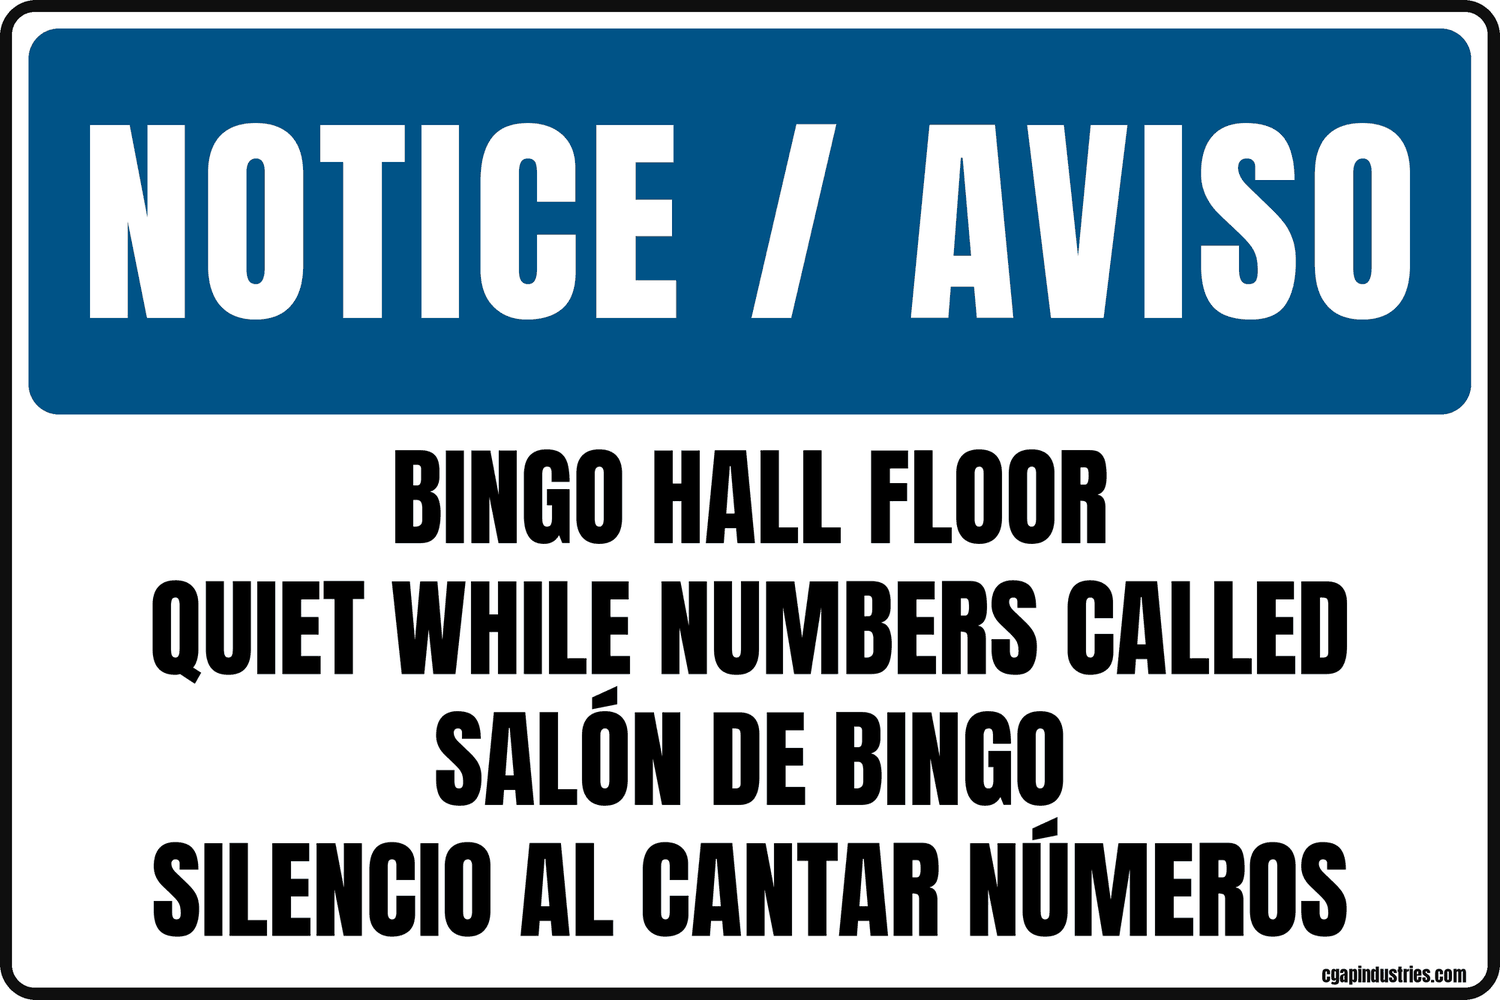 NOTICE / AVISO
BINGO HALL FLOOR
QUIET WHILE NUMBERS CALLED
SALÓN DE BINGO
SILENCIO AL CANTAR NÚMEROS
cgapindustries.com